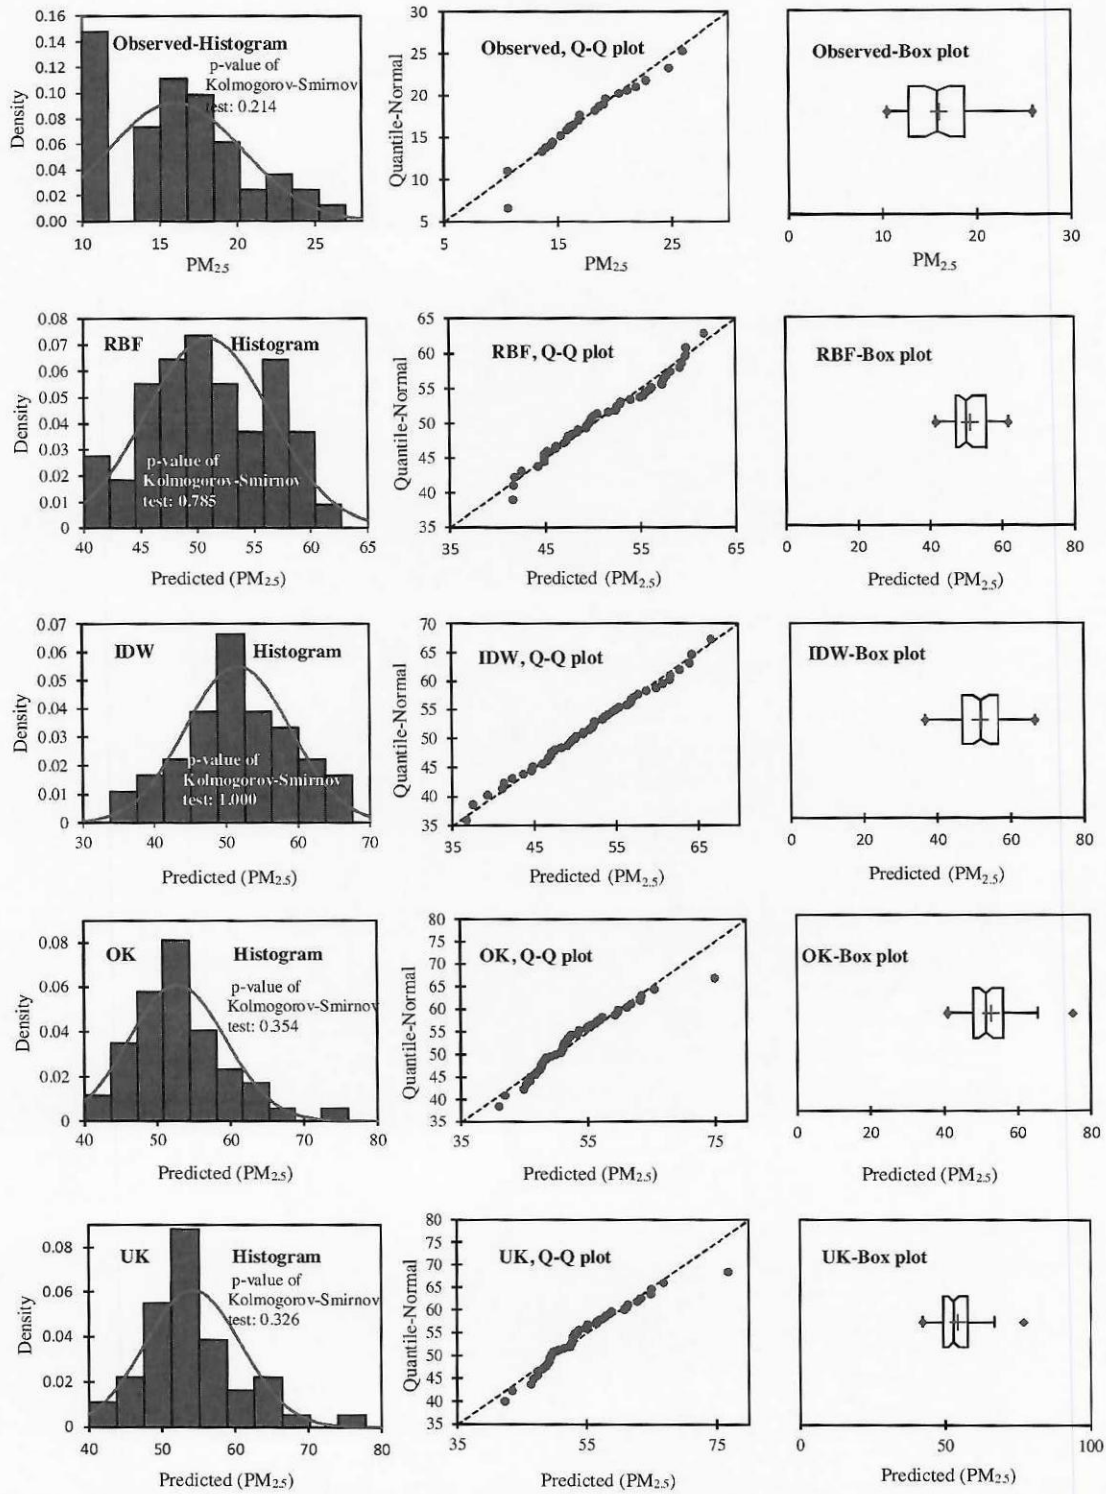 Observed-Histogram
p-value of
Kolmogorov-Smirnov
test: 0.214
Density
0.16
0.14
0.12
0.10
0.08
0.06
0.04
0.02
0.00
10 15 20 25
PM2.5
Observed, Q-Q plot
Quantile-Normal
30
25
20
15
10
5
5 15 25
PM2.5
Observed-Box plot
0 10 20 30
PM2.5
RBF Histogram
p-value of
Kolmogorov-Smirnov
test: 0.785
Density
0.08
0.07
0.06
0.05
0.04
0.03
0.02
0.01
0
40 45 50 55 60 65
Predicted (PM2.5)
RBF, Q-Q plot
Quantile-Normal
65
60
55
50
45
40
35
35 45 55 65
Predicted (PM2.5)
RBF-Box plot
0 20 40 60 80
Predicted (PM2.5)
IDW Histogram
p-value of
Kolmogorov-Smirnov
test: 1.000
Density
0.07
0.06
0.05
0.04
0.03
0.02
0.01
0
30 40 50 60 70
Predicted (PM2.5)
IDW, Q-Q plot
Quantile-Normal
70
65
60
55
50
45
40
35
35 45 55 65
Predicted (PM2.5)
IDW-Box plot
0 20 40 60 80
Predicted (PM2.5)
OK Histogram
p-value of
Kolmogorov-Smirnov
test: 0.354
Density
0.08
0.06
0.04
0.02
0
40 50 60 70 80
Predicted (PM2.5)
OK, Q-Q plot
Quantile-Normal
80
75
70
65
60
55
50
45
40
35
35 55 75
Predicted (PM2.5)
OK-Box plot
0 20 40 60 80
Predicted (PM2.5)
UK Histogram
p-value of
Kolmogorov-Smirnov
test: 0.326
Density
0.08
0.06
0.04
0.02
0
40 50 60 70 80
Predicted (PM2.5)
UK, Q-Q plot
Quantile-Normal
80
75
70
65
60
55
50
45
40
35
35 55 75
Predicted (PM2.5)
UK-Box plot
0 50 100
Predicted (PM2.5)